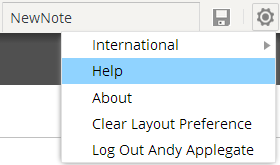 NewNote
International
Help
About
Clear Layout Preference
Log Out Andy Applegate